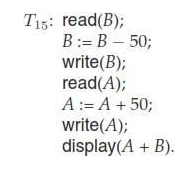 T15: read(B);
B := B – 50;
write(B);
read(A);
A := A + 50;
write(A);
display(A + B).